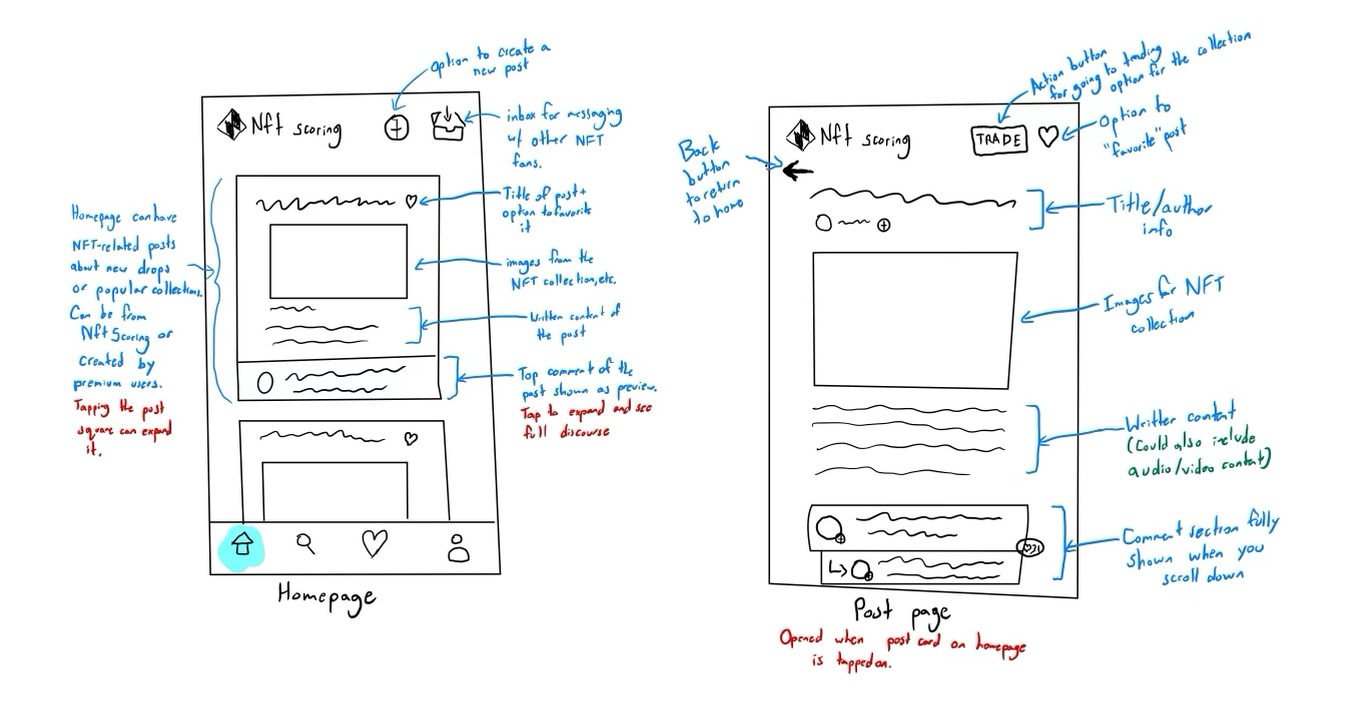 Option to create a
new post
Nft scoring
inbox for messaging
w/ other NFT
fans.
Title of post +
option to favorite
it
Homepage can have
NFT-related posts
about new drops
or popular collections.
Can be from
Nft Scoring or
created by
premium users.
Tapping the post
square can expand
it.
images from the
NFT collection, etc.
Written content of
the post
Top comment of the
post shown as preview.
Tap to expand and see
full discourse
Homepage
Action button
for going to trading
option for the collection
Nft scoring
TRADE
Option to
"favorite" post
Back
button
to return
to home
Title/author
info
Images for NFT
collection
Written content
(Could also include
audio/video content)
Comment section fully
shown when you
scroll down
Post page
Opened when post card on homepage
is tapped on.